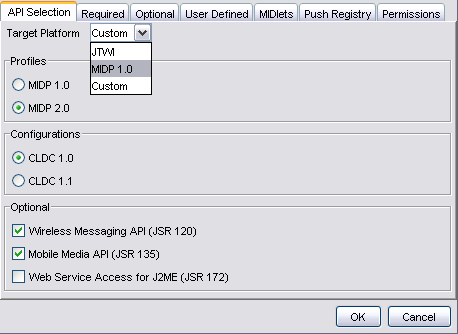 API Selection Required Optional User Defined MIDlets Push Registry Permissions
Target Platform Custom
JTWI
MIDP 1.0
Custom
Profiles
MIDP 1.0
MIDP 2.0
Configurations
CLDC 1.0
CLDC 1.1
Optional
Wireless Messaging API (JSR 120)
Mobile Media API (JSR 135)
Web Service Access for J2ME (JSR 172)
OK Cancel